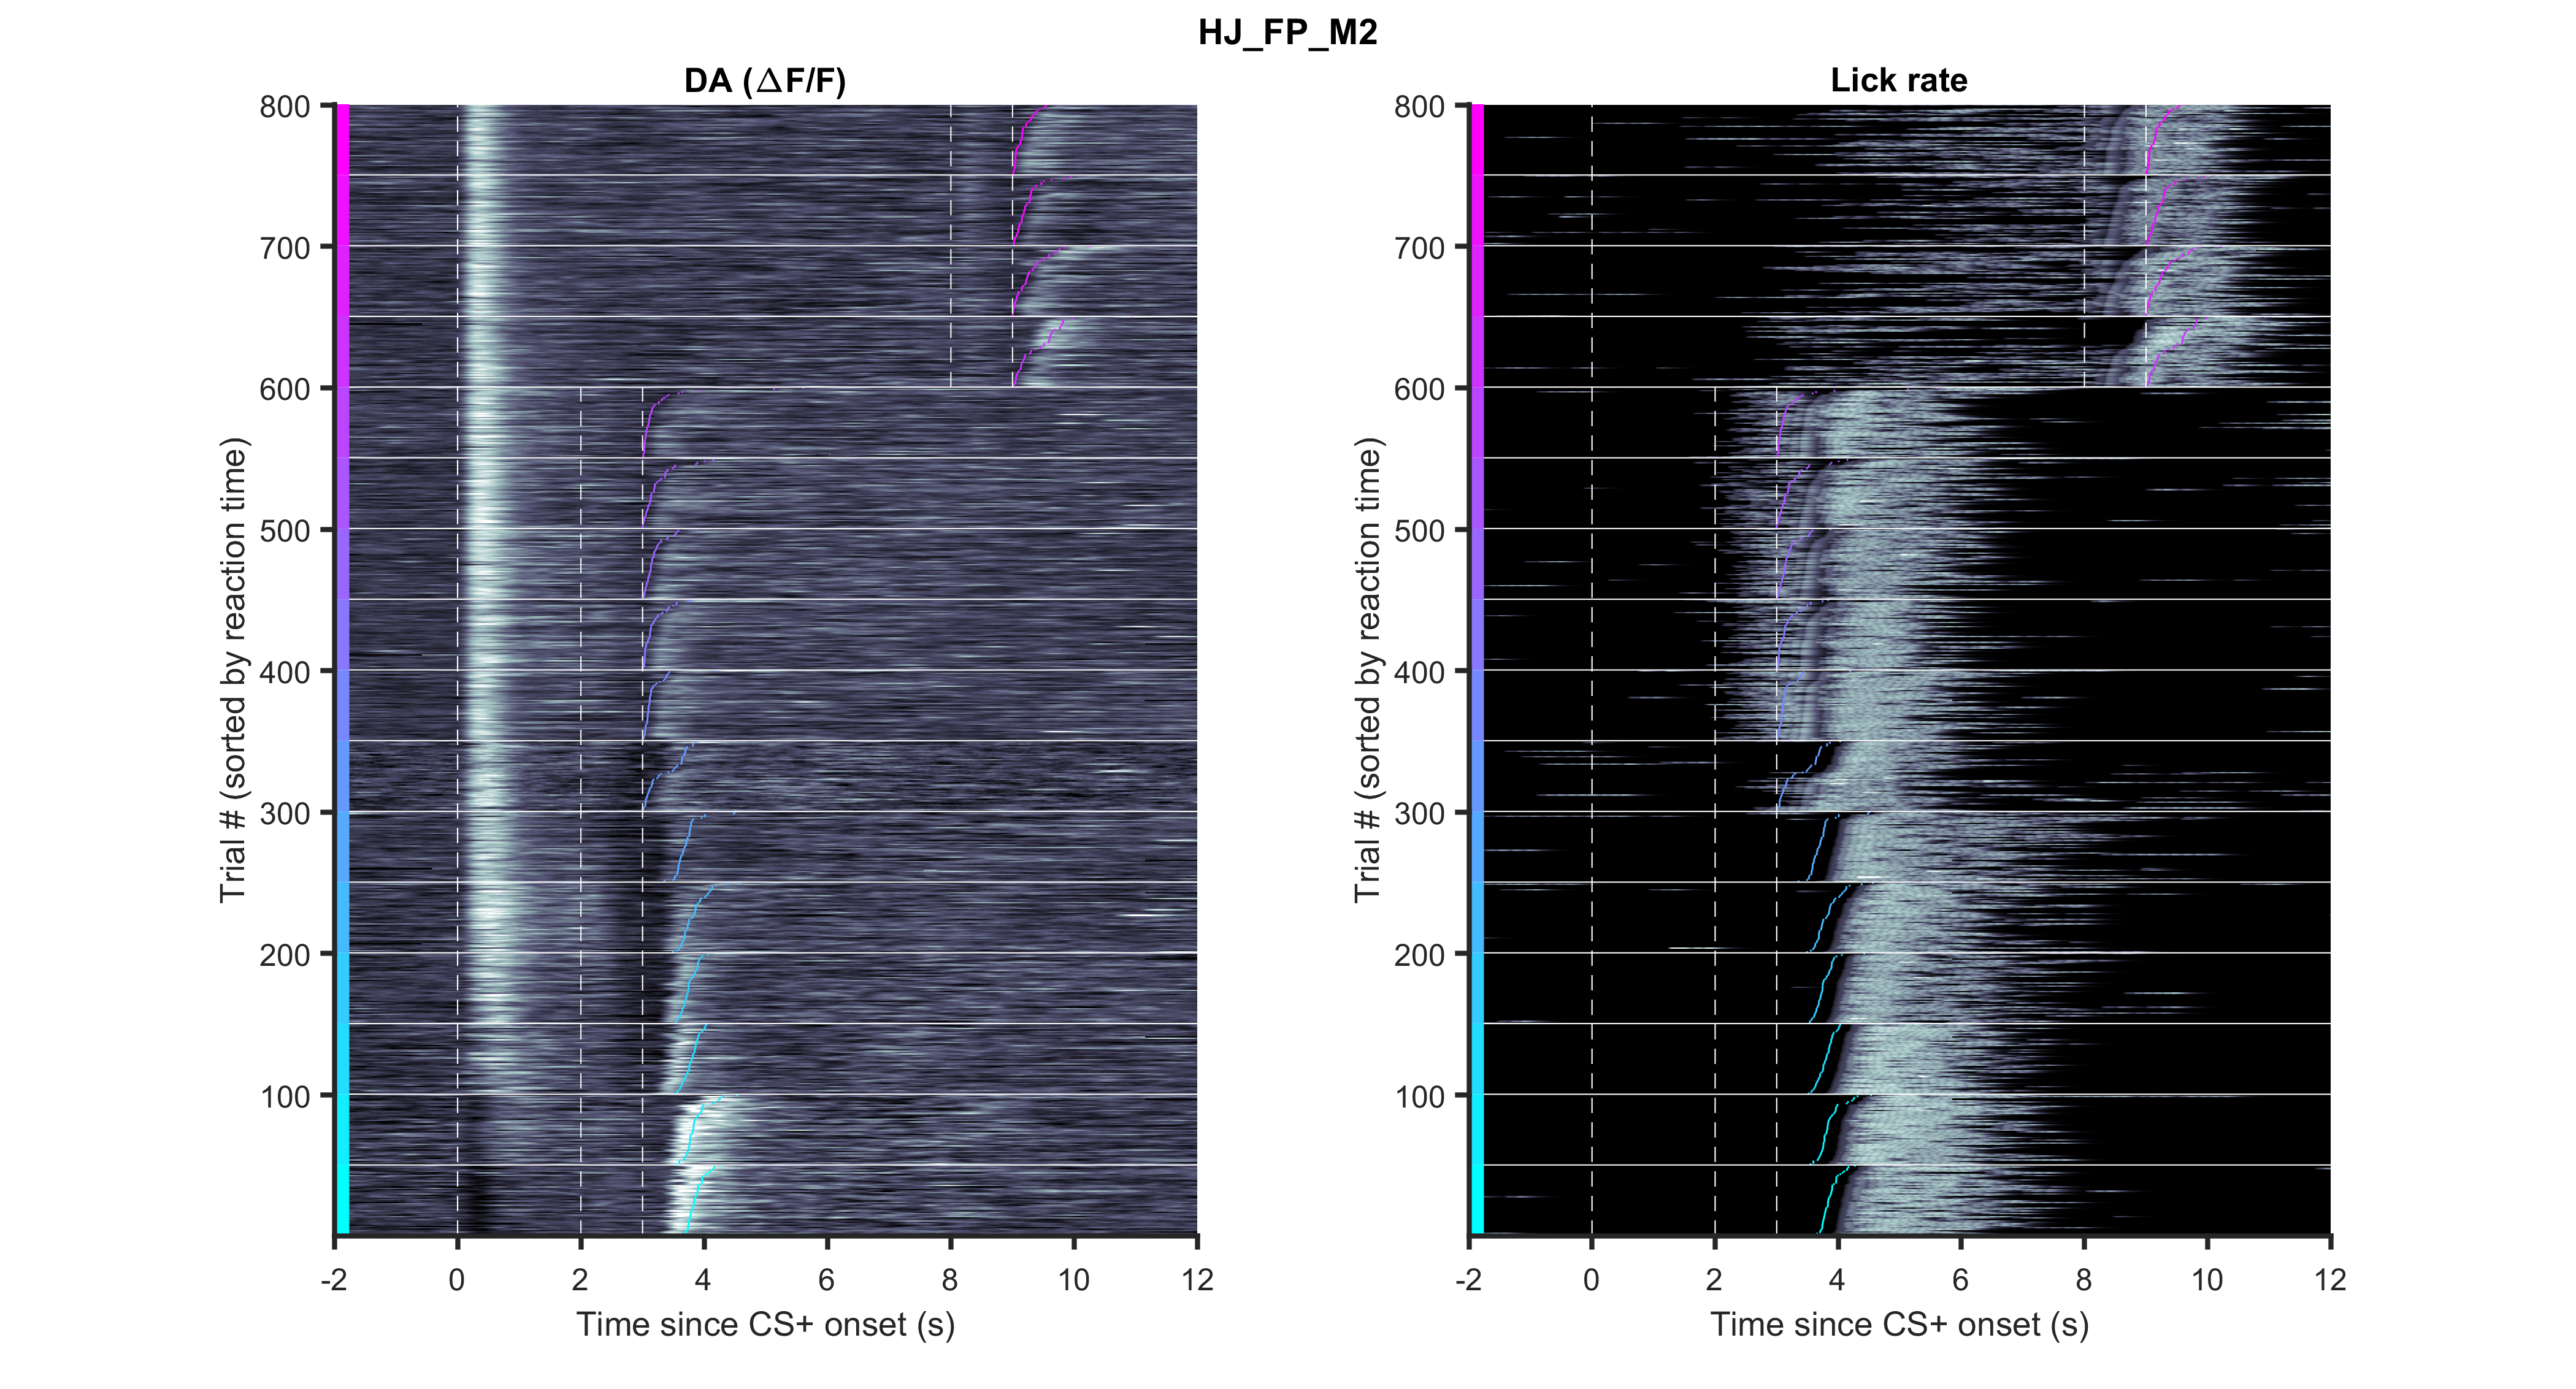 HJ_FP_M2
DA (ΔF/F)
800
700
600
500
400
300
200
100
Trial # (sorted by reaction time)
-2 0 2 4 6 8 10 12
Time since CS+ onset (s)
Lick rate
800
700
600
500
400
300
200
100
Trial # (sorted by reaction time)
-2 0 2 4 6 8 10 12
Time since CS+ onset (s)